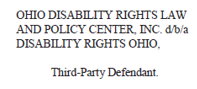 OHIO DISABILITY RIGHTS LAW
AND POLICY CENTER, INC. d/b/a
DISABILITY RIGHTS OHIO,
Third-Party Defendant.